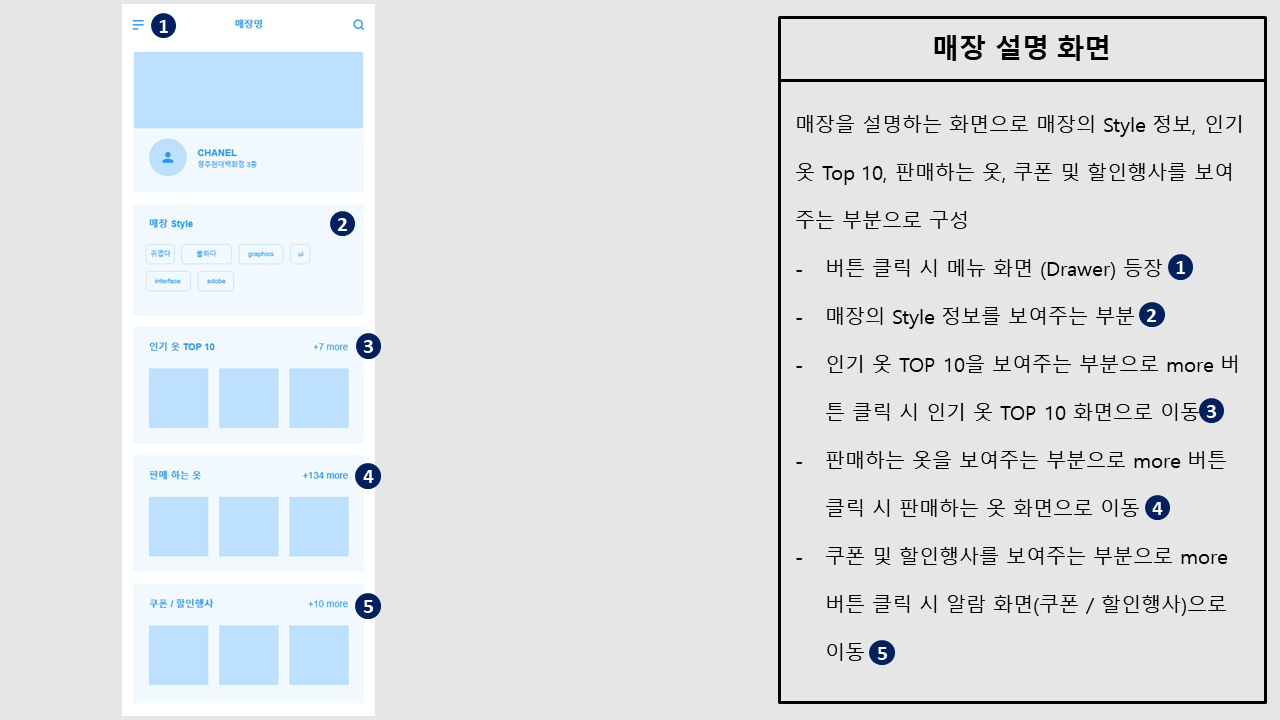 1
매장명
CHANEL
광주현대백화점 3층
매장 Style
2
귀엽다
쿨하다
graphics
ui
interface
adobe
인기 옷 TOP 10
+7 more
3
판매 하는 옷
+134 more
4
쿠폰 / 할인행사
+10 more
5
매장 설명 화면
매장을 설명하는 화면으로 매장의 Style 정보, 인기
옷 Top 10, 판매하는 옷, 쿠폰 및 할인행사를 보여
주는 부분으로 구성
- 버튼 클릭 시 메뉴 화면 (Drawer) 등장 1
- 매장의 Style 정보를 보여주는 부분 2
- 인기 옷 TOP 10을 보여주는 부분으로 more 버
튼 클릭 시 인기 옷 TOP 10 화면으로 이동 3
- 판매하는 옷을 보여주는 부분으로 more 버튼
클릭 시 판매하는 옷 화면으로 이동 4
- 쿠폰 및 할인행사를 보여주는 부분으로 more
버튼 클릭 시 알람 화면(쿠폰 / 할인행사)으로
이동 5